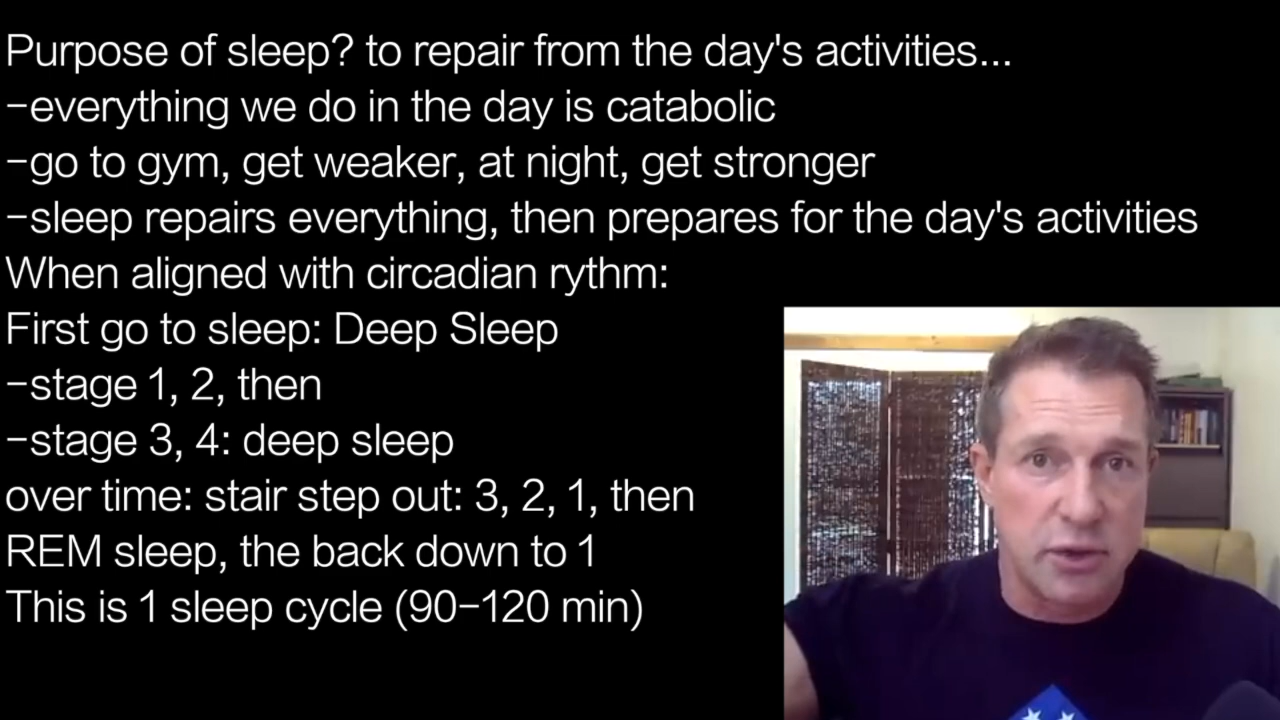 Purpose of sleep? to repair from the day's activities...
-everything we do in the day is catabolic
-go to gym, get weaker, at night, get stronger
-sleep repairs everything, then prepares for the day's activities
When aligned with circadian rythm:
First go to sleep: Deep Sleep
-stage 1, 2, then
-stage 3, 4: deep sleep
over time: stair step out: 3, 2, 1, then
REM sleep, the back down to 1
This is 1 sleep cycle (90-120 min)